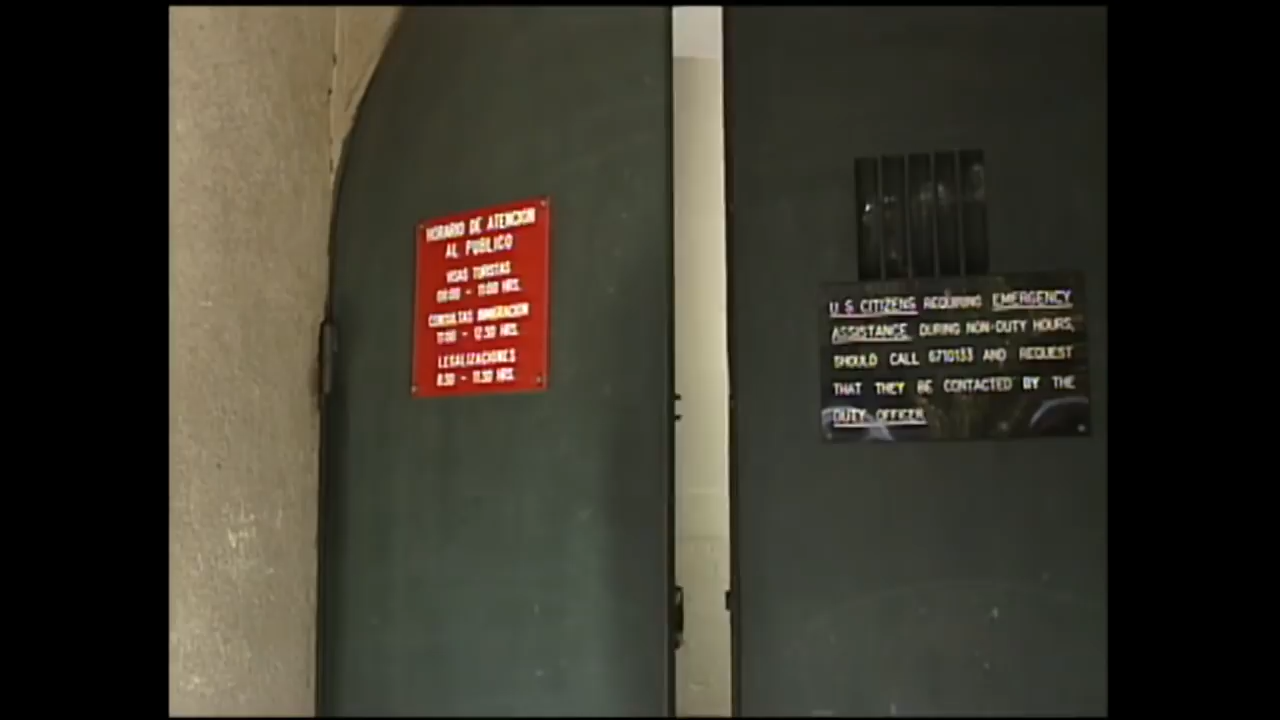 HORARIO DE ATENCION
AL PUBLICO
VISAS TURISTAS
08:00 - 11:00 HRS.
CONSULTAS INMIGRACION
11:00 - 12:30 HRS.
LEGALIZACIONES
8:30 - 11:30 HRS.
U.S CITIZENS REQUIRING EMERGENCY
ASSISTANCE DURING NON-DUTY HOURS,
SHOULD CALL 6710133 AND REQUEST
THAT THEY BE CONTACTED BY THE
DUTY OFFICER.